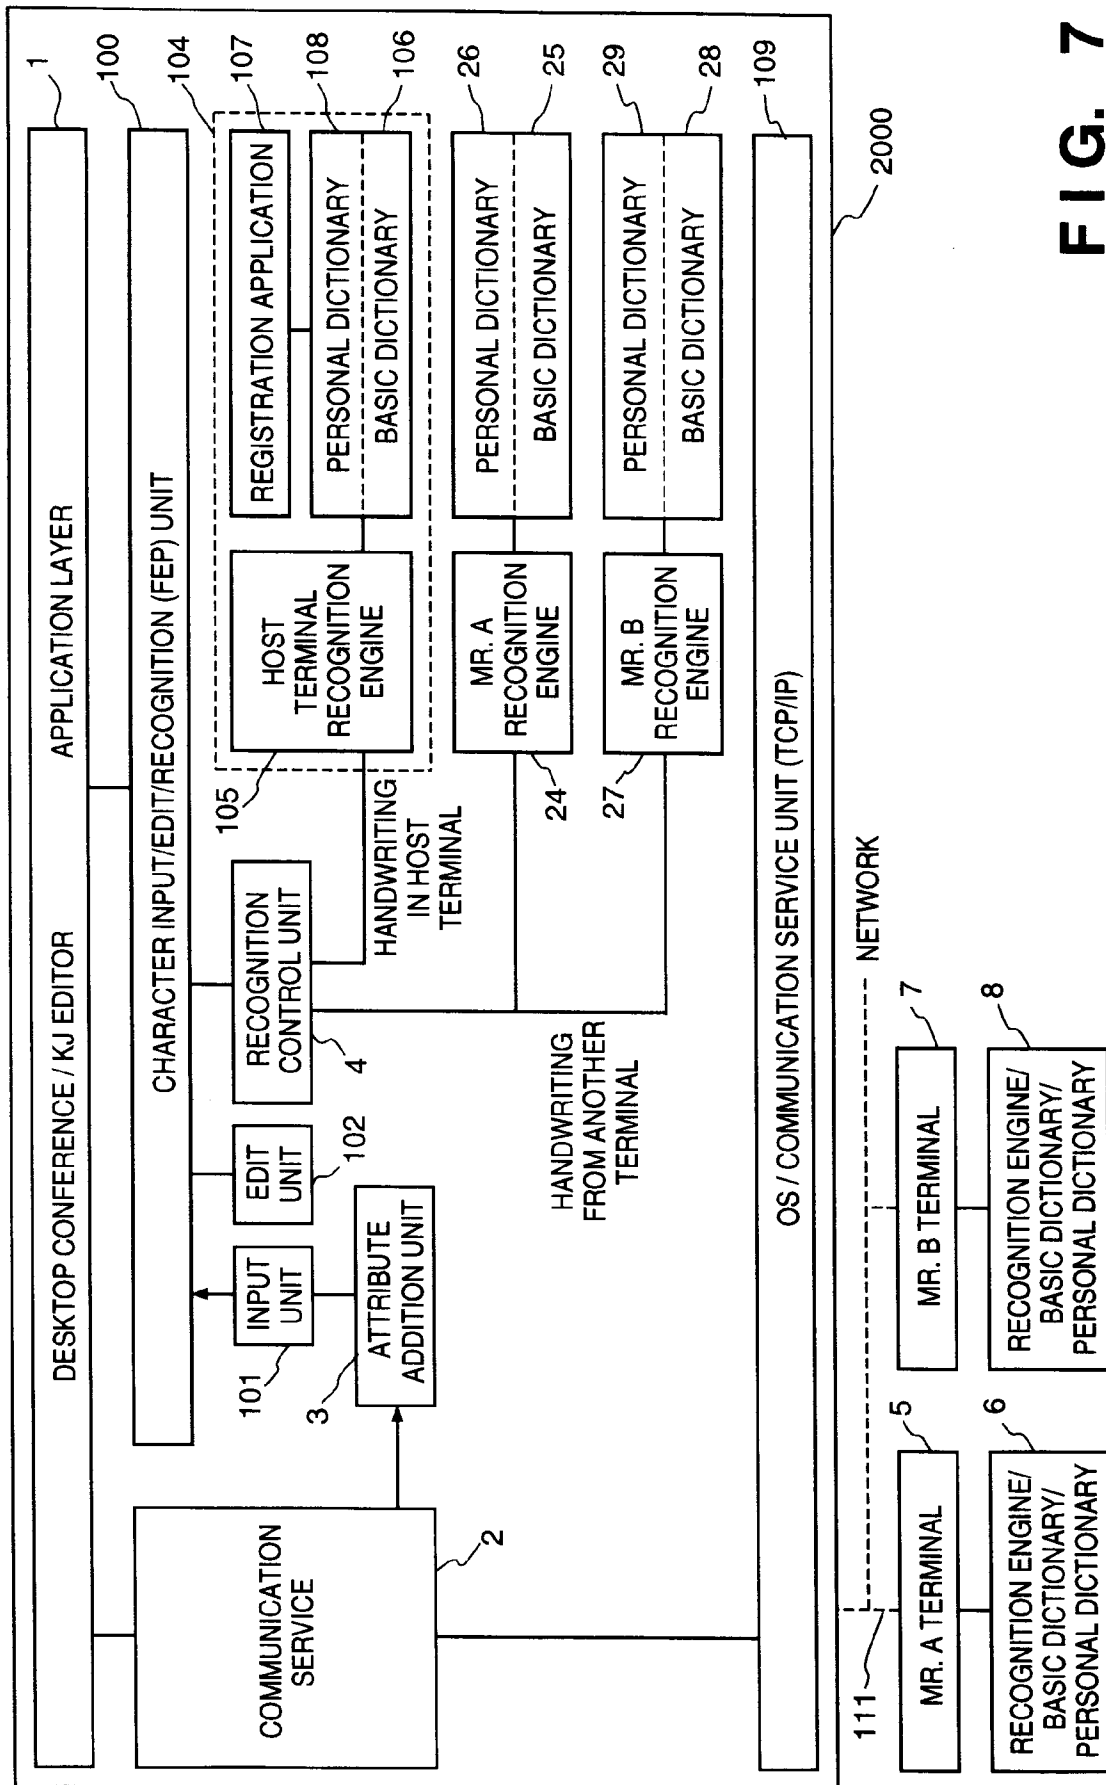 DESKTOP CONFERENCE / KJ EDITOR
APPLICATION LAYER
1
COMMUNICATION
SERVICE
2
CHARACTER INPUT/EDIT/RECOGNITION (FEP) UNIT
100
INPUT
UNIT
101
EDIT
UNIT
102
RECOGNITION
CONTROL UNIT
4
ATTRIBUTE
ADDITION UNIT
3
104
HOST
TERMINAL
RECOGNITION
ENGINE
105
REGISTRATION APPLICATION
107
PERSONAL DICTIONARY
108
BASIC DICTIONARY
106
HANDWRITING
IN HOST
TERMINAL
MR. A
RECOGNITION
ENGINE
24
PERSONAL DICTIONARY
26
BASIC DICTIONARY
25
HANDWRITING
FROM ANOTHER
TERMINAL
MR. B
RECOGNITION
ENGINE
27
PERSONAL DICTIONARY
29
BASIC DICTIONARY
28
OS / COMMUNICATION SERVICE UNIT (TCP/IP)
109
2000
NETWORK
111
MR. A TERMINAL
5
RECOGNITION ENGINE/
BASIC DICTIONARY/
PERSONAL DICTIONARY
6
MR. B TERMINAL
7
RECOGNITION ENGINE/
BASIC DICTIONARY/
PERSONAL DICTIONARY
8
FIG. 7